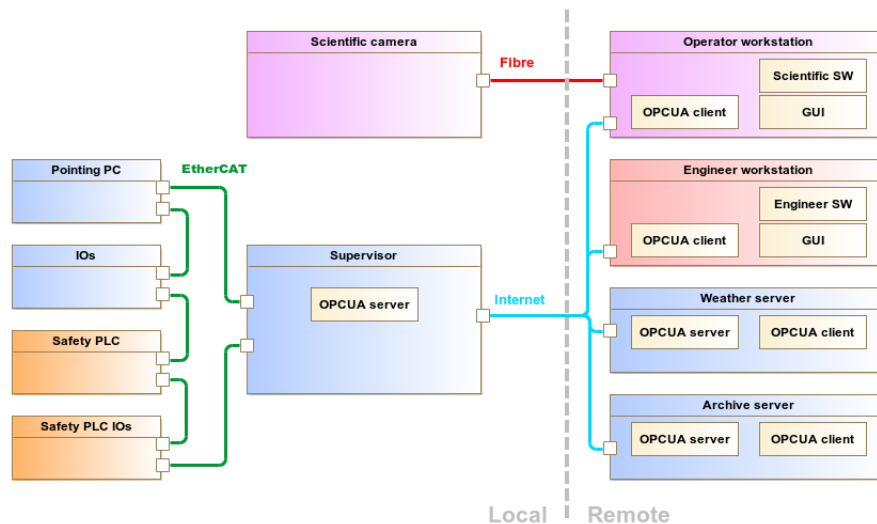 Scientific camera
Operator workstation
Fibre
Scientific SW
OPCUA client
GUI
Pointing PC
EtherCAT
Engineer workstation
Engineer SW
OPCUA client
GUI
IOs
Supervisor
OPCUA server
Internet
Weather server
OPCUA server
OPCUA client
Safety PLC
Archive server
OPCUA server
OPCUA client
Safety PLC IOs
Local
Remote